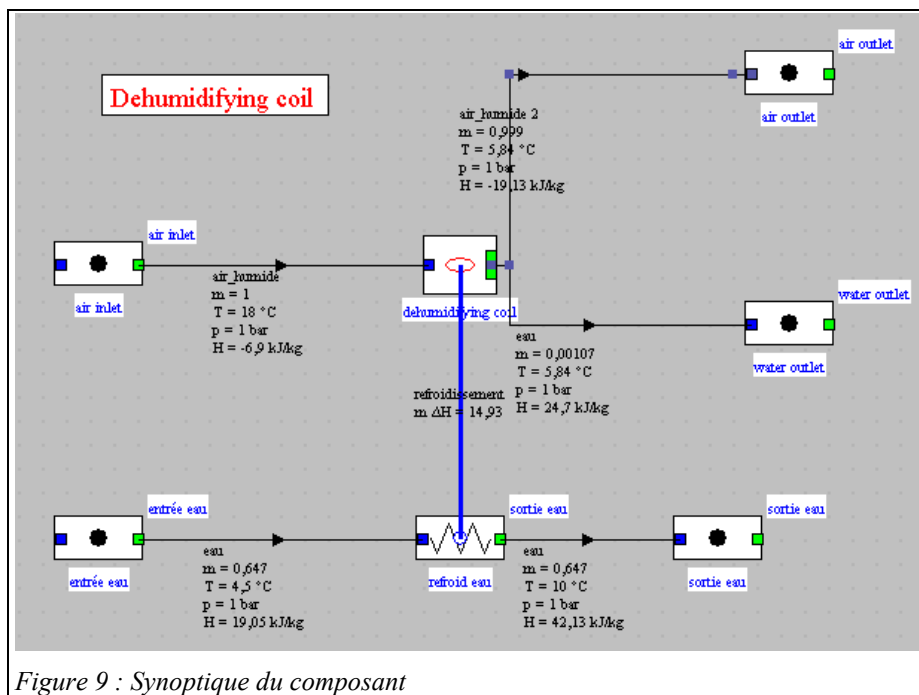 Dehumidifying coil
air outlet
air outlet
air_humide 2
m = 0,999
T = 5,84 °C
p = 1 bar
H = -19,13 kJ/kg
air inlet
air inlet
air_humide
m = 1
T = 18 °C
p = 1 bar
H = -6,9 kJ/kg
dehumidifying coil
water outlet
eau
m = 0,00107
T = 5,84 °C
p = 1 bar
H = 24,7 kJ/kg
water outlet
refroidissement
m ΔH = 14,93
entrée eau
entrée eau
eau
m = 0,647
T = 4,5 °C
p = 1 bar
H = 19,05 kJ/kg
sortie eau
refroid eau
eau
m = 0,647
T = 10 °C
p = 1 bar
H = 42,13 kJ/kg
sortie eau
sortie eau
Figure 9 : Synoptique du composant